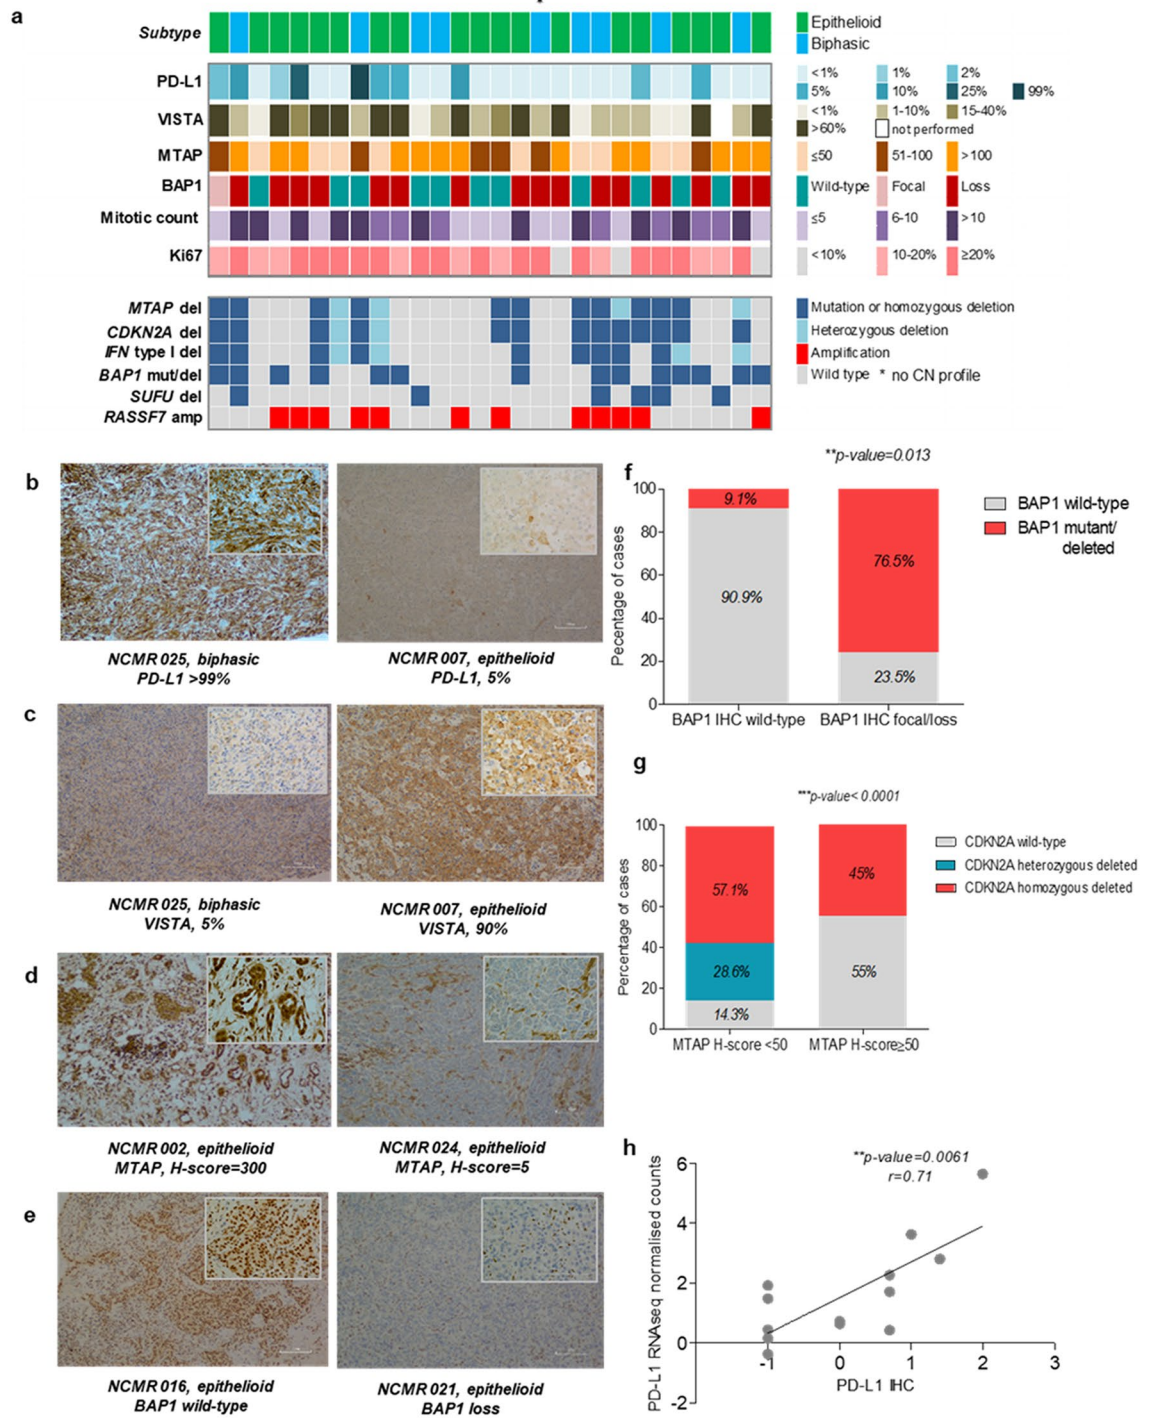 a
Subtype
Epithelioid
Biphasic
PD-L1
<1% 1% 2%
5% 10% 25% 99%
VISTA
<1% 1-10% 15-40%
>60% not performed
MTAP
≤50 51-100 >100
BAP1
Wild-type Focal Loss
Mitotic count
≤5 6-10 >10
Ki67
<10% 10-20% ≥20%
MTAP del
CDKN2A del
IFN type I del
BAP1 mut/del
SUFU del
RASSF7 amp
Mutation or homozygous deletion
Heterozygous deletion
Amplification
Wild type * no CN profile
b
NCMR 025, biphasic
PD-L1 >99%
NCMR 007, epithelioid
PD-L1, 5%
c
NCMR 025, biphasic
VISTA, 5%
NCMR 007, epithelioid
VISTA, 90%
d
NCMR 002, epithelioid
MTAP, H-score=300
NCMR 024, epithelioid
MTAP, H-score=5
e
NCMR 016, epithelioid
BAP1 wild-type
NCMR 021, epithelioid
BAP1 loss
f
**p-value=0.013
Pecentage of cases
100
80
60
40
20
0
9.1%
90.9%
76.5%
23.5%
BAP1 IHC wild-type
BAP1 IHC focal/loss
BAP1 wild-type
BAP1 mutant/
deleted
g
***p-value< 0.0001
Percentage of cases
100
80
60
40
20
0
57.1%
28.6%
14.3%
45%
55%
MTAP H-score <50
MTAP H-score≥50
CDKN2A wild-type
CDKN2A heterozygous deleted
CDKN2A homozygous deleted
h
**p-value=0.0061
r=0.71
PD-L1 RNAseq normalised counts
6
4
2
0
-2
-1 0 1 2 3
PD-L1 IHC